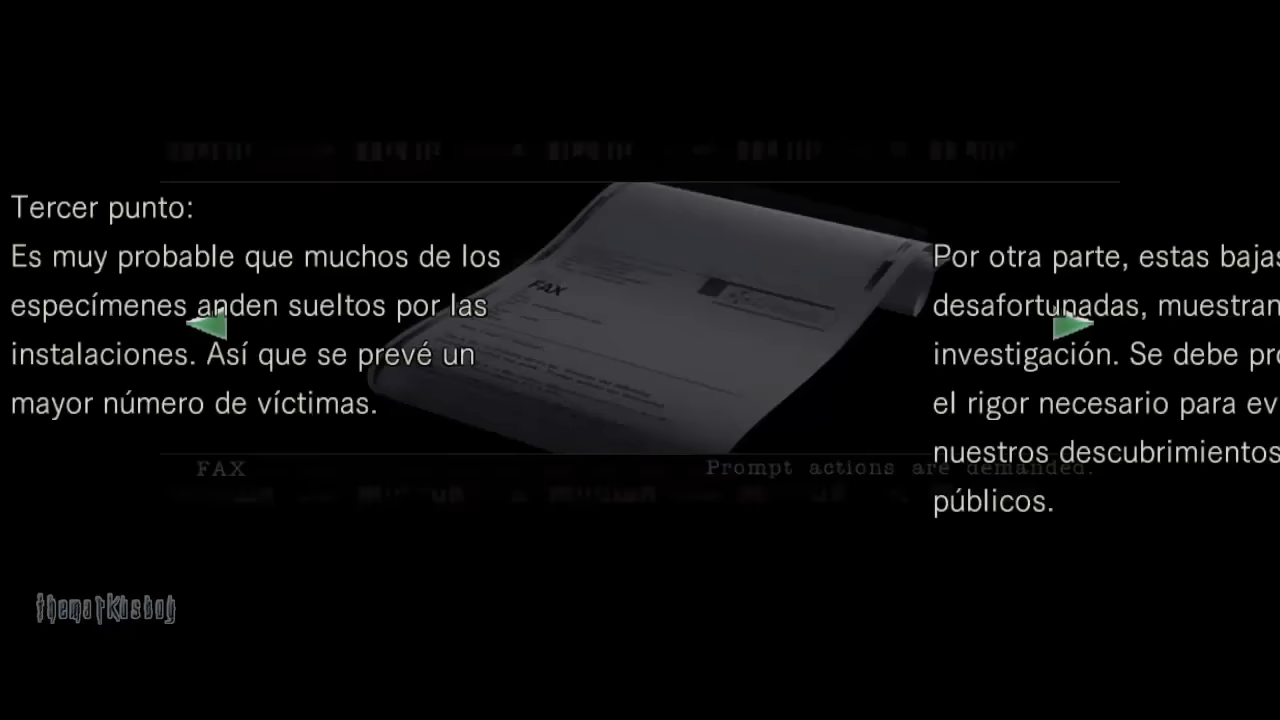 Tercer punto:
Es muy probable que muchos de los
especímenes anden sueltos por las
instalaciones. Así que se prevé un
mayor número de víctimas.
Por otra parte, estas bajas
desafortunadas, muestran
investigación. Se debe
el rigor necesario para
nuestros descubrimientos
públicos.
FAX
FAX
Prompt actions are demanded.